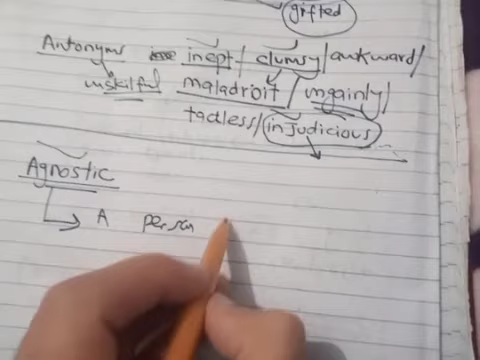 gifted
Antonyms inept/clumsy/awkward/
unskilful maladroit/ungainly/
tactless/injudicious
Agnostic
A person